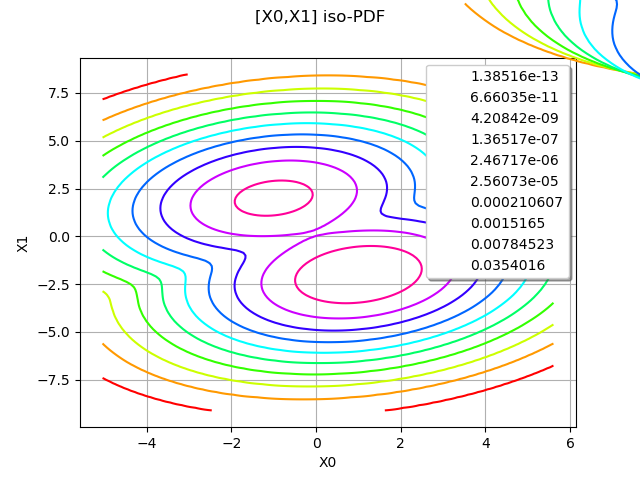 [X0,X1] iso-PDF
1.38516e-13
6.66035e-11
4.20842e-09
1.36517e-07
2.46717e-06
2.56073e-05
0.000210607
0.0015165
0.00784523
0.0354016
7.5
5.0
2.5
0.0
−2.5
−5.0
−7.5
X1
−4 −2 0 2 4 6
X0